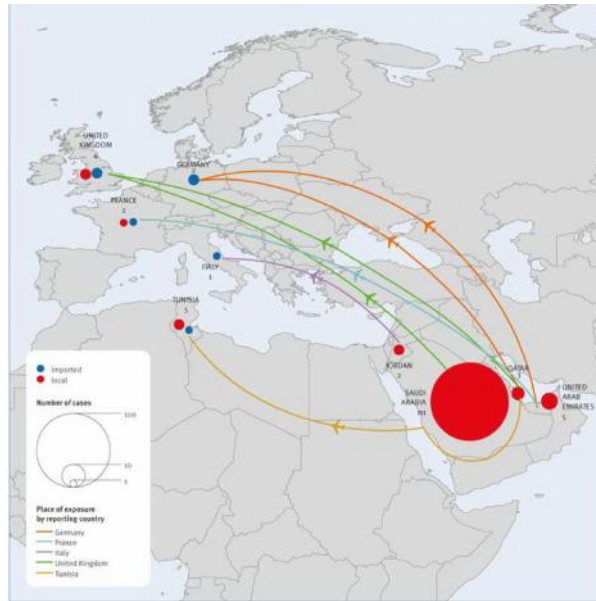 UNITED
KINGDOM
4
GERMANY
2
FRANCE
2
ITALY
1
TUNISIA
3
JORDAN
2
QATAR
SAUDI
ARABIA
UNITED
ARAB
EMIRATES
5
Imported
local
Number of cases
100
10
1
Place of exposure
by reporting country
Germany
France
Italy
United Kingdom
Tunisia